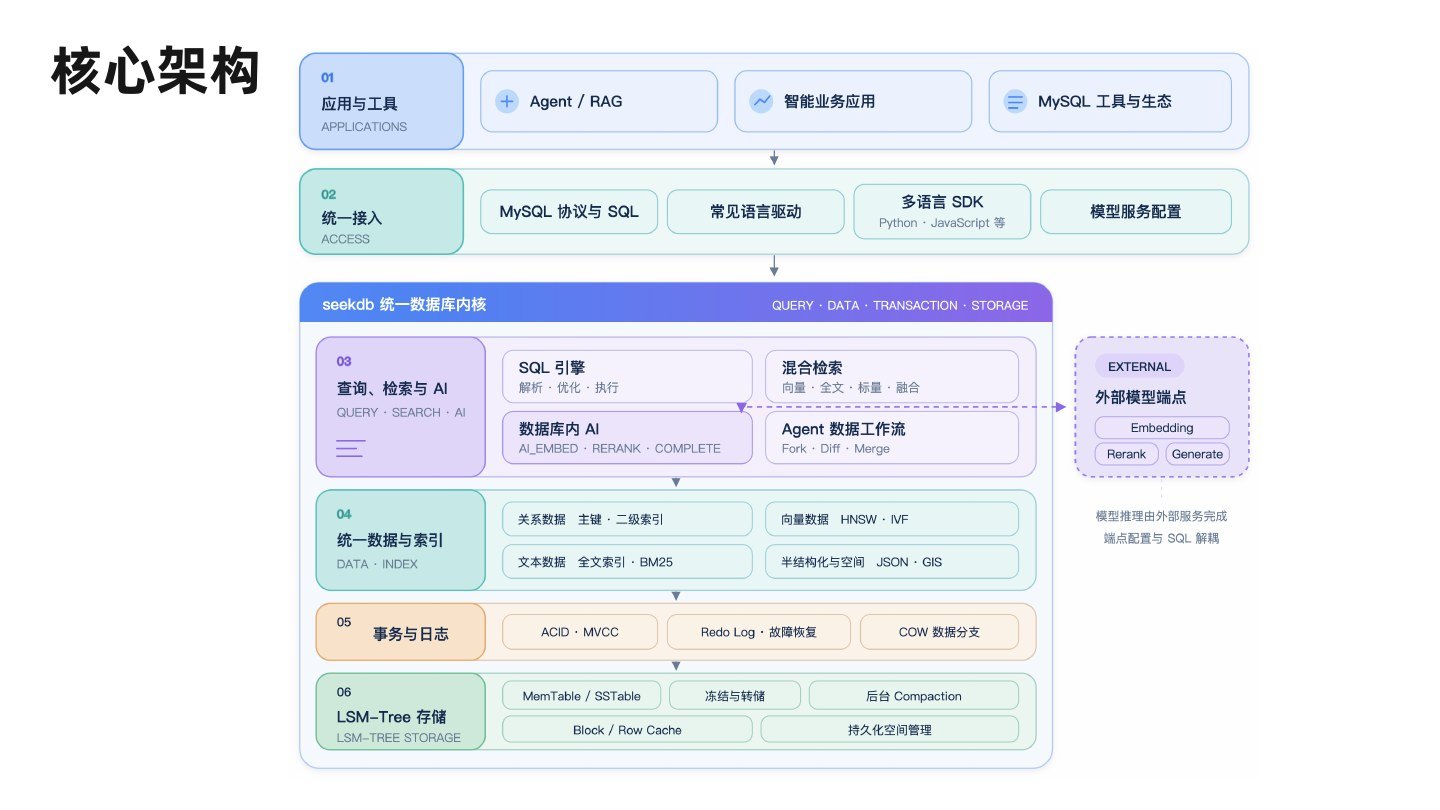 核心架构
01
应用与工具
APPLICATIONS
Agent / RAG
智能业务应用
MySQL 工具与生态
02
统一接入
ACCESS
MySQL 协议与 SQL
常见语言驱动
多语言 SDK
Python · JavaScript 等
模型服务配置
seekdb 统一数据库内核
QUERY · DATA · TRANSACTION · STORAGE
03
查询、检索与 AI
QUERY · SEARCH · AI
SQL 引擎
解析 · 优化 · 执行
混合检索
向量 · 全文 · 标量 · 融合
数据库内 AI
AI_EMBED · RERANK · COMPLETE
Agent 数据工作流
Fork · Diff · Merge
EXTERNAL
外部模型端点
Embedding
Rerank
Generate
模型推理由外部服务完成
端点配置与 SQL 解耦
04
统一数据与索引
DATA · INDEX
关系数据 主键 · 二级索引
向量数据 HNSW · IVF
文本数据 全文索引 · BM25
半结构化与空间 JSON · GIS
05
事务与日志
ACID · MVCC
Redo Log · 故障恢复
COW 数据分支
06
LSM-Tree 存储
LSM-TREE STORAGE
MemTable / SSTable
冻结与转储
后台 Compaction
Block / Row Cache
持久化空间管理